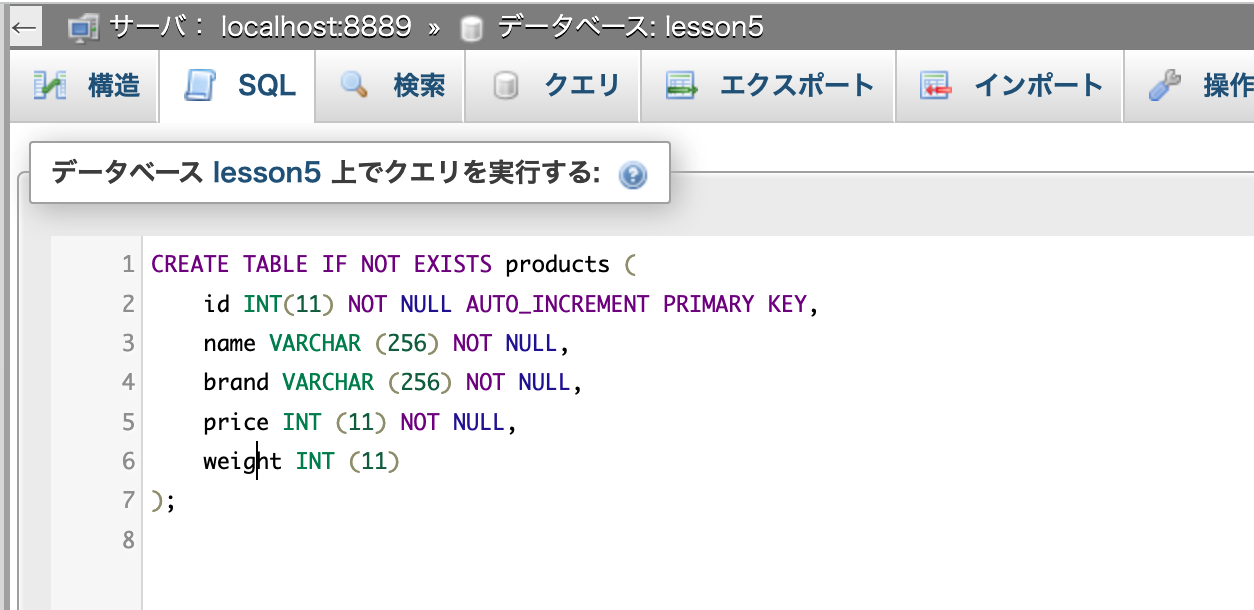 ← サーバ： localhost:8889 » データベース: lesson5
構造 SQL 検索 クエリ エクスポート インポート 操作
データベース lesson5 上でクエリを実行する:
1 CREATE TABLE IF NOT EXISTS products (
2 id INT(11) NOT NULL AUTO_INCREMENT PRIMARY KEY,
3 name VARCHAR (256) NOT NULL,
4 brand VARCHAR (256) NOT NULL,
5 price INT (11) NOT NULL,
6 weight INT (11)
7 );
8